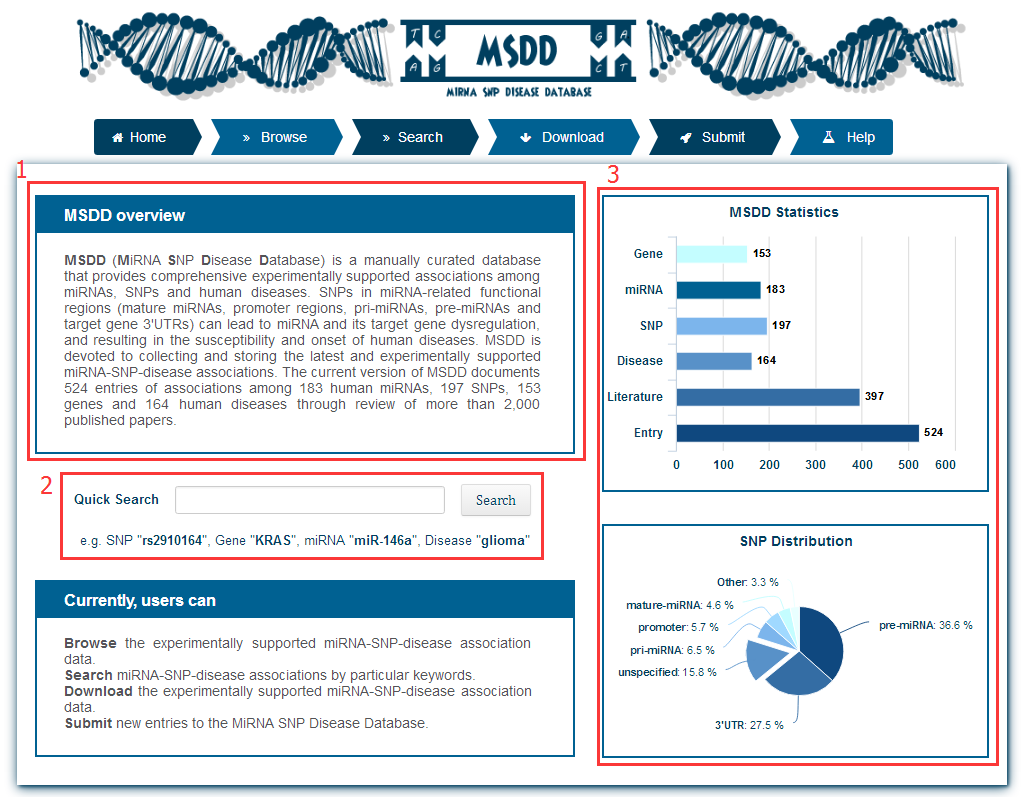 T C
A G
MSDD
G A
C T
MIRNA SNP DISEASE DATABASE
Home
» Browse
» Search
Download
Submit
Help
1
MSDD overview
MSDD (MiRNA SNP Disease Database) is a manually curated database
that provides comprehensive experimentally supported associations among
miRNAs, SNPs and human diseases. SNPs in miRNA-related functional
regions (mature miRNAs, promoter regions, pri-miRNAs, pre-miRNAs and
target gene 3'UTRs) can lead to miRNA and its target gene dysregulation,
and resulting in the susceptibility and onset of human diseases. MSDD is
devoted to collecting and storing the latest and experimentally supported
miRNA-SNP-disease associations. The current version of MSDD documents
524 entries of associations among 183 human miRNAs, 197 SNPs, 153
genes and 164 human diseases through review of more than 2,000
published papers.
2
Quick Search
Search
e.g. SNP "rs2910164", Gene "KRAS", miRNA "miR-146a", Disease "glioma"
Currently, users can
Browse the experimentally supported miRNA-SNP-disease association
data.
Search miRNA-SNP-disease associations by particular keywords.
Download the experimentally supported miRNA-SNP-disease association
data.
Submit new entries to the MiRNA SNP Disease Database.
3
MSDD Statistics
Gene 153
miRNA 183
SNP 197
Disease 164
Literature 397
Entry 524
0 100 200 300 400 500 600
SNP Distribution
Other: 3.3 %
mature-miRNA: 4.6 %
promoter: 5.7 %
pri-miRNA: 6.5 %
unspecified: 15.8 %
pre-miRNA: 36.6 %
3'UTR: 27.5 %